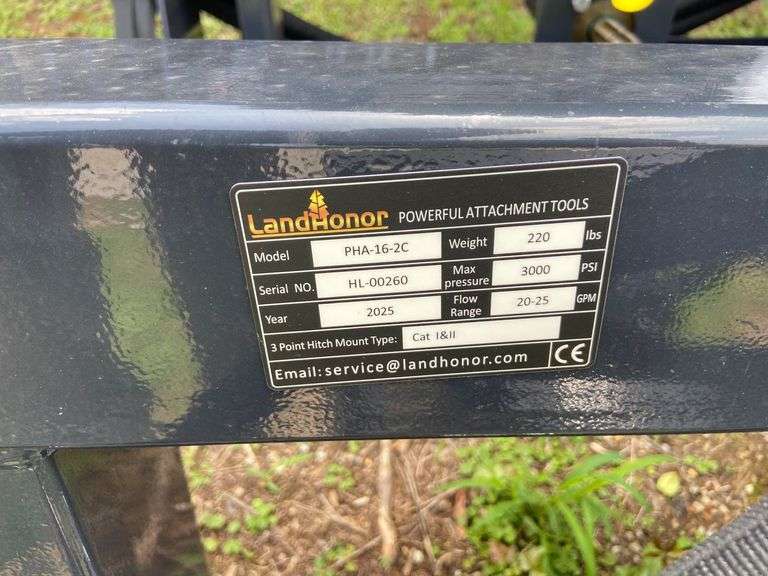 LandHonor POWERFUL ATTACHMENT TOOLS
Model PHA-16-2C Weight 220 lbs
Serial NO. HL-00260 Max pressure 3000 PSI
Year 2025 Flow Range 20-25 GPM
3 Point Hitch Mount Type: Cat I&II
Email: service@landhonor.com CE